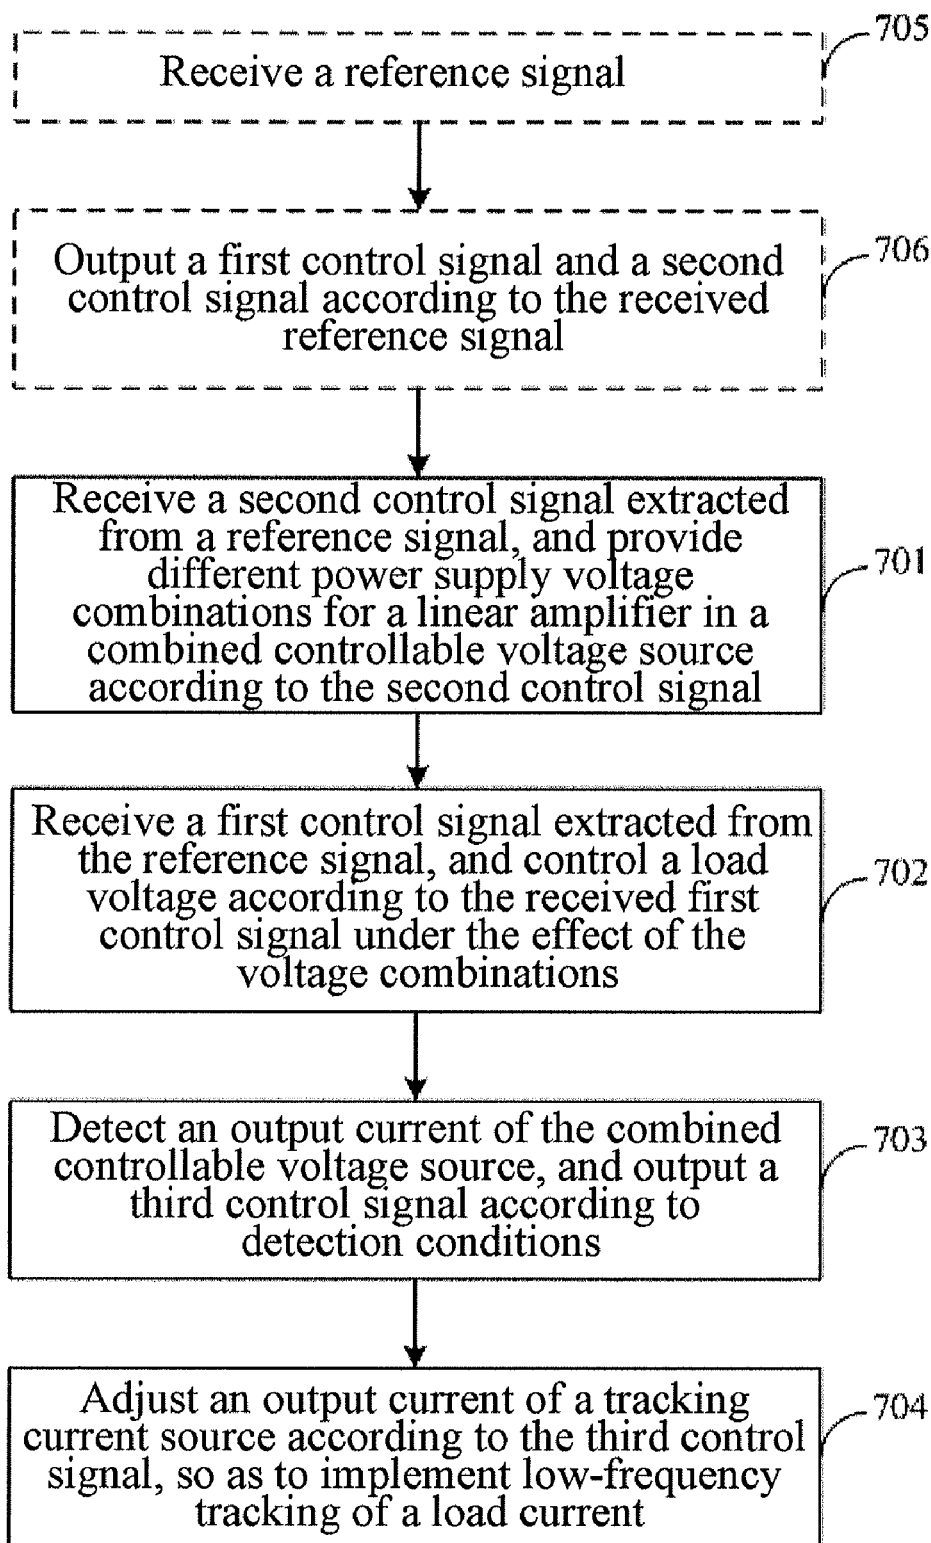 705
Receive a reference signal
706
Output a first control signal and a second
control signal according to the received
reference signal
Receive a second control signal extracted
from a reference signal, and provide
different power supply voltage
combinations for a linear amplifier in a
combined controllable voltage source
according to the second control signal
701
Receive a first control signal extracted from
the reference signal, and control a load
voltage according to the received first
control signal under the effect of the
voltage combinations
702
Detect an output current of the combined
controllable voltage source, and output a
third control signal according to
detection conditions
703
Adjust an output current of a tracking
current source according to the third control
signal, so as to implement low-frequency
tracking of a load current
704